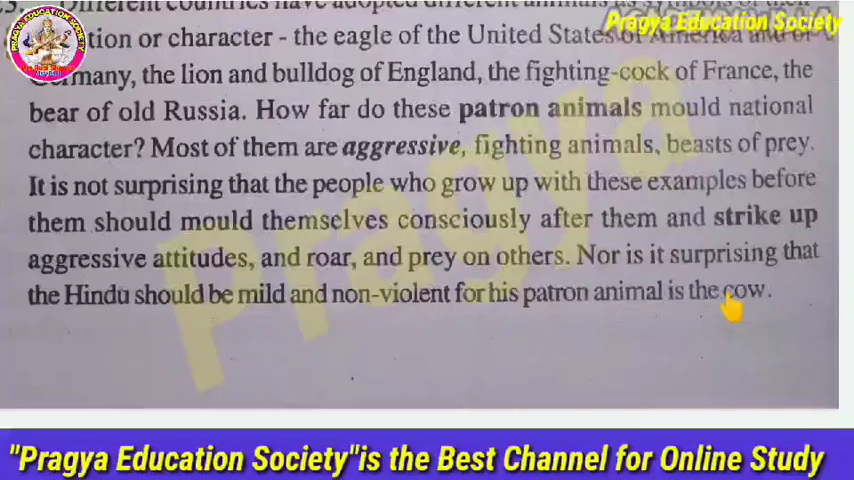 Different countries have adopted different animals
Pragya Education Society
tion or character - the eagle of the United States of America and of
Germany, the lion and bulldog of England, the fighting-cock of France, the
bear of old Russia. How far do these patron animals mould national
character? Most of them are aggressive, fighting animals, beasts of prey.
It is not surprising that the people who grow up with these examples before
them should mould themselves consciously after them and strike up
aggressive attitudes, and roar, and prey on others. Nor is it surprising that
the Hindu should be mild and non-violent for his patron animal is the cow.
Pragya
"Pragya Education Society"is the Best Channel for Online Study